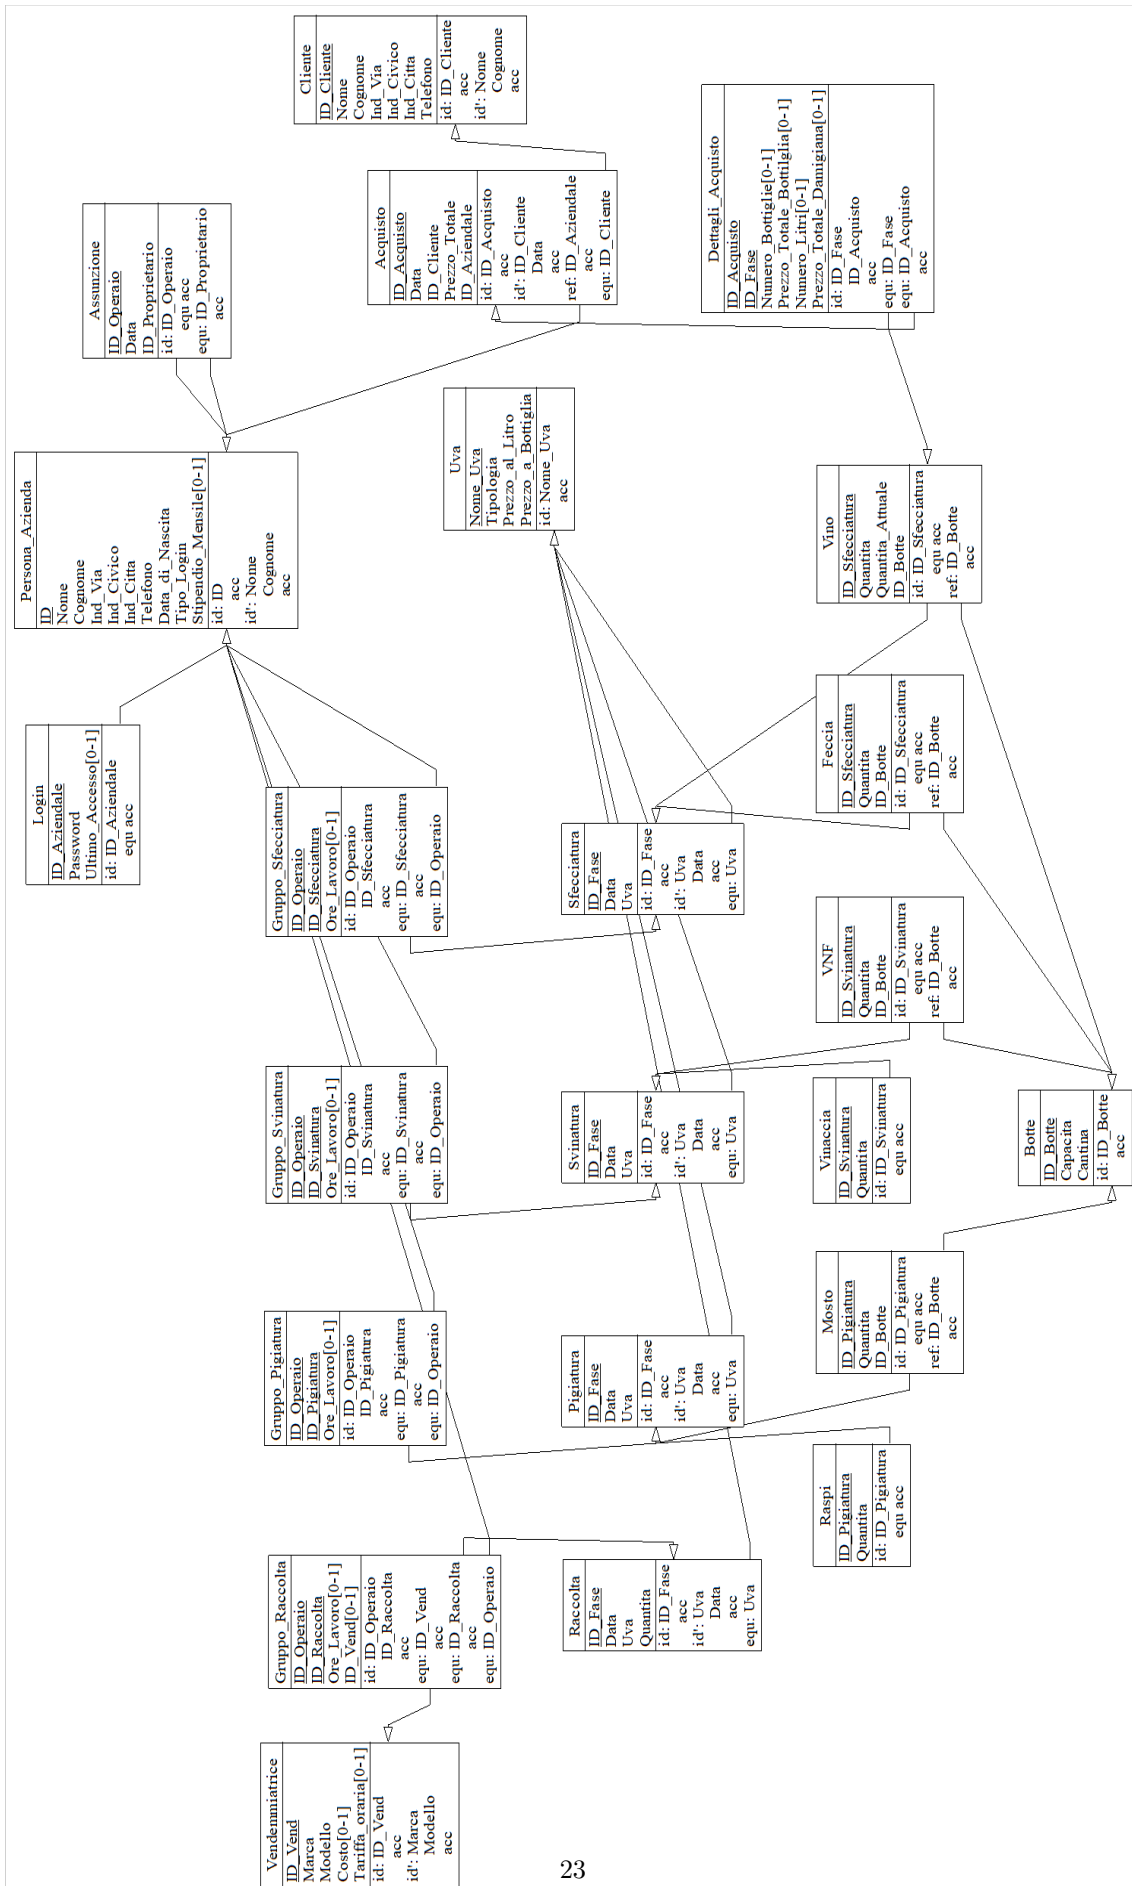 Vendemmiatrice
ID_Vend
Marca
Modello
Costo[0-1]
Tariffa_oraria[0-1]
id: ID_Vend
acc
id': Marca
Modello
acc
Gruppo_Raccolta
ID_Operaio
ID_Raccolta
Ore_Lavoro[0-1]
ID_Vend[0-1]
id: ID_Operaio
ID_Raccolta
acc
equ: ID_Vend
acc
equ: ID_Raccolta
acc
equ: ID_Operaio
Gruppo_Pigiatura
ID_Operaio
ID_Pigiatura
Ore_Lavoro[0-1]
id: ID_Operaio
ID_Pigiatura
acc
equ: ID_Pigiatura
acc
equ: ID_Operaio
Gruppo_Svinatura
ID_Operaio
ID_Svinatura
Ore_Lavoro[0-1]
id: ID_Operaio
ID_Svinatura
acc
equ: ID_Svinatura
acc
equ: ID_Operaio
Gruppo_Sfecciatura
ID_Operaio
ID_Sfecciatura
Ore_Lavoro[0-1]
id: ID_Operaio
ID_Sfecciatura
acc
equ: ID_Sfecciatura
acc
equ: ID_Operaio
Login
ID_Aziendale
Password
Ultimo_Accesso[0-1]
id: ID_Aziendale
equ acc
Persona_Azienda
ID
Nome
Cognome
Ind_Via
Ind_Civico
Ind_Citta
Telefono
Data_di_Nascita
Tipo_Login
Stipendio_Mensile[0-1]
id: ID
acc
id': Nome
Cognome
acc
Assunzione
ID_Operaio
Data
ID_Proprietario
id: ID_Operaio
equ acc
equ: ID_Proprietario
acc
Cliente
ID_Cliente
Nome
Cognome
Ind_Via
Ind_Civico
Ind_Citta
Telefono
id: ID_Cliente
acc
id': Nome
Cognome
acc
Acquisto
ID_Acquisto
Data
ID_Cliente
Prezzo_Totale
ID_Aziendale
id: ID_Acquisto
acc
id': ID_Cliente
Data
acc
ref: ID_Aziendale
acc
equ: ID_Cliente
Dettagli_Acquisto
ID_Acquisto
ID_Fase
Numero_Bottiglie[0-1]
Prezzo_Totale_Bottilglia[0-1]
Numero_Litri[0-1]
Prezzo_Totale_Damigiana[0-1]
id: ID_Fase
ID_Acquisto
acc
equ: ID_Fase
equ: ID_Acquisto
acc
Uva
Nome_Uva
Tipologia
Prezzo_al_Litro
Prezzo_a_Bottiglia
id: Nome_Uva
acc
Raccolta
ID_Fase
Data
Uva
Quantita
id: ID_Fase
acc
id': Uva
Data
acc
equ: Uva
Pigiatura
ID_Fase
Data
Uva
id: ID_Fase
acc
id': Uva
Data
acc
equ: Uva
Svinatura
ID_Fase
Data
Uva
id: ID_Fase
acc
id': Uva
Data
acc
equ: Uva
Sfecciatura
ID_Fase
Data
Uva
id: ID_Fase
acc
id': Uva
Data
acc
equ: Uva
Raspi
ID_Pigiatura
Quantita
id: ID_Pigiatura
equ acc
Mosto
ID_Pigiatura
Quantita
ID_Botte
id: ID_Pigiatura
equ acc
ref: ID_Botte
acc
Vinaccia
ID_Svinatura
Quantita
id: ID_Svinatura
equ acc
VNF
ID_Svinatura
Quantita
ID_Botte
id: ID_Svinatura
equ acc
ref: ID_Botte
acc
Feccia
ID_Sfecciatura
Quantita
ID_Botte
id: ID_Sfecciatura
equ acc
ref: ID_Botte
acc
Vino
ID_Sfecciatura
Quantita
Quantita_Attuale
ID_Botte
id: ID_Sfecciatura
equ acc
ref: ID_Botte
acc
Botte
ID_Botte
Capacita
Cantina
id: ID_Botte
acc
23